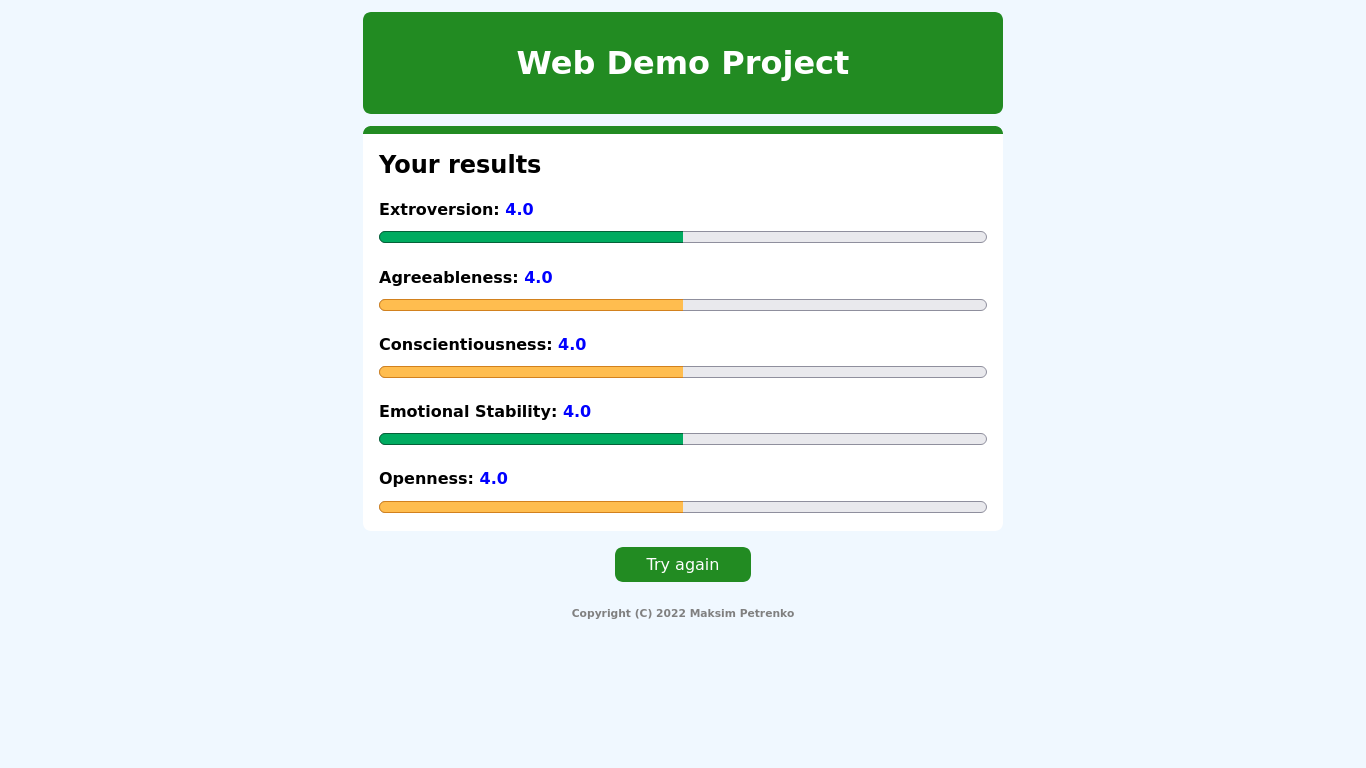 Web Demo Project
Your results
Extroversion: 4.0
Agreeableness: 4.0
Conscientiousness: 4.0
Emotional Stability: 4.0
Openness: 4.0
Try again
Copyright (C) 2022 Maksim Petrenko